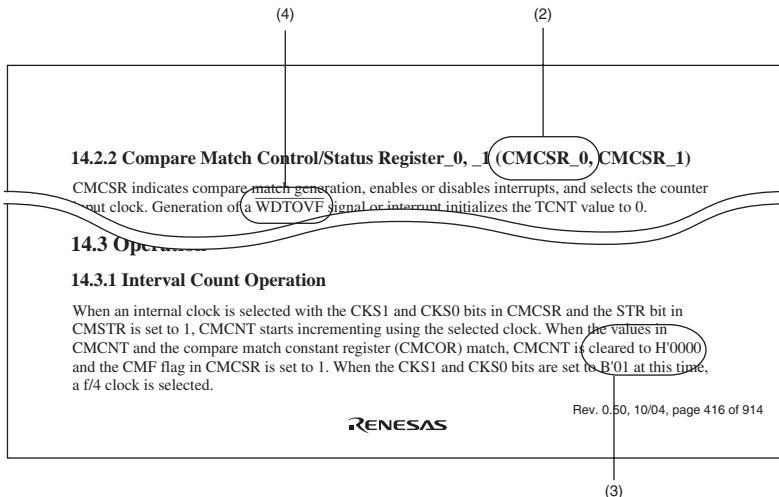 (4) (2)
14.2.2 Compare Match Control/Status Register_0, _1 (CMCSR_0, CMCSR_1)
CMCSR indicates compare match generation, enables or disables interrupts, and selects the counter
input clock. Generation of a WDTOVF signal or interrupt initializes the TCNT value to 0.
14.3 Operation
14.3.1 Interval Count Operation
When an internal clock is selected with the CKS1 and CKS0 bits in CMCSR and the STR bit in
CMSTR is set to 1, CMCNT starts incrementing using the selected clock. When the values in
CMCNT and the compare match constant register (CMCOR) match, CMCNT is cleared to H'0000
and the CMF flag in CMCSR is set to 1. When the CKS1 and CKS0 bits are set to B'01 at this time,
a f/4 clock is selected.
RENESAS
Rev. 0.50, 10/04, page 416 of 914
(3)